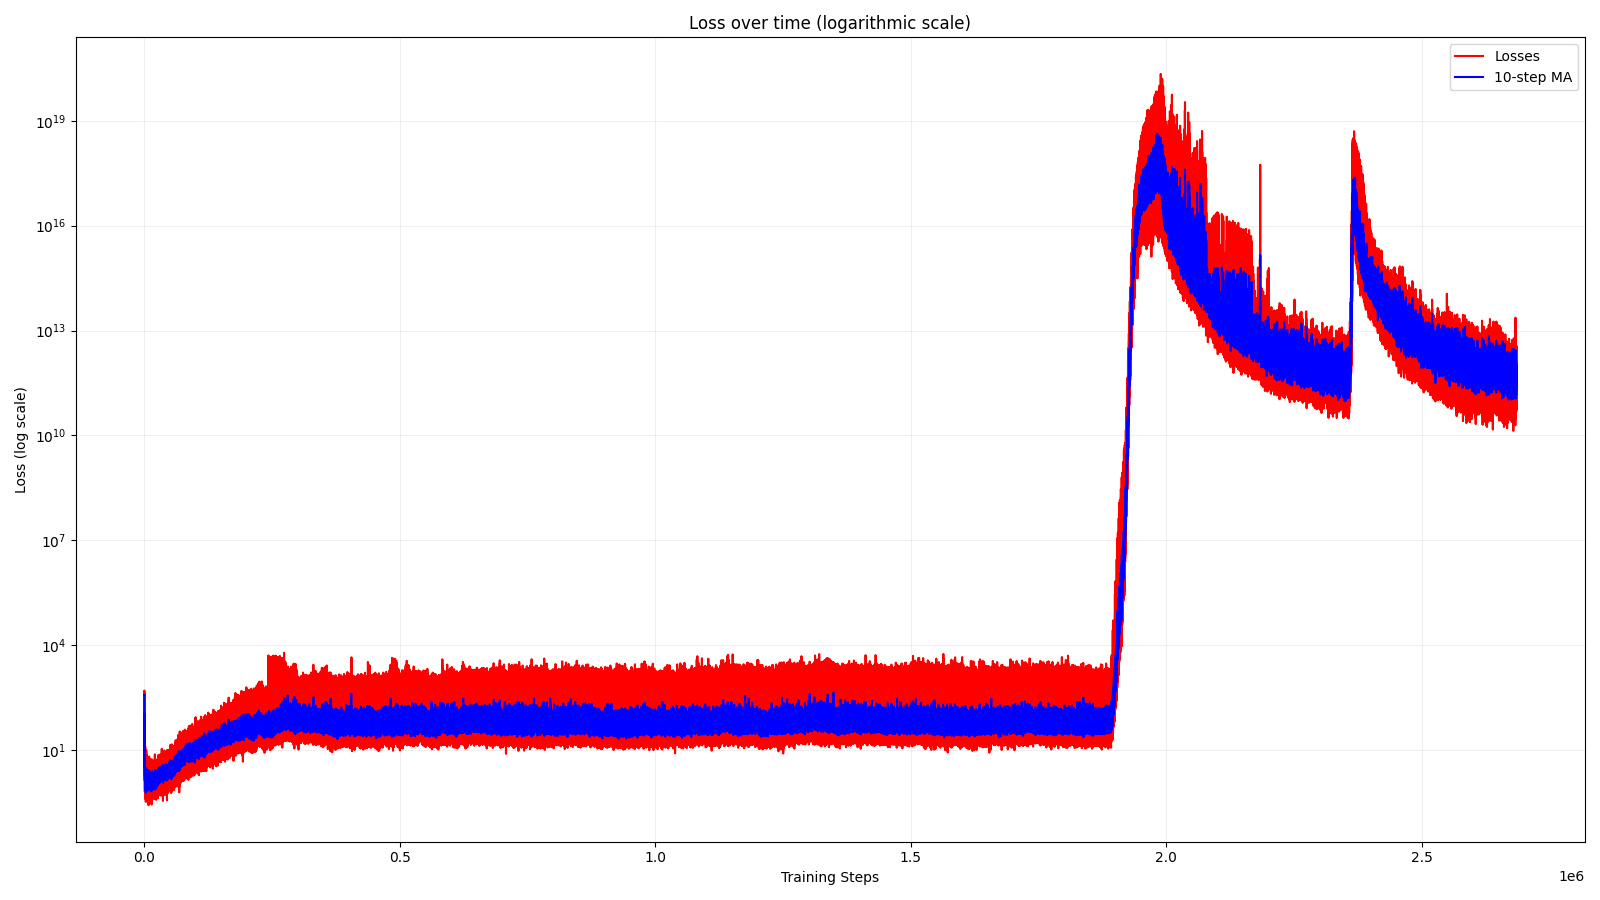 Loss over time (logarithmic scale)
Losses
10-step MA
10^19
10^16
10^13
10^10
10^7
10^4
10^1
Loss (log scale)
0.0 0.5 1.0 1.5 2.0 2.5
1e6
Training Steps